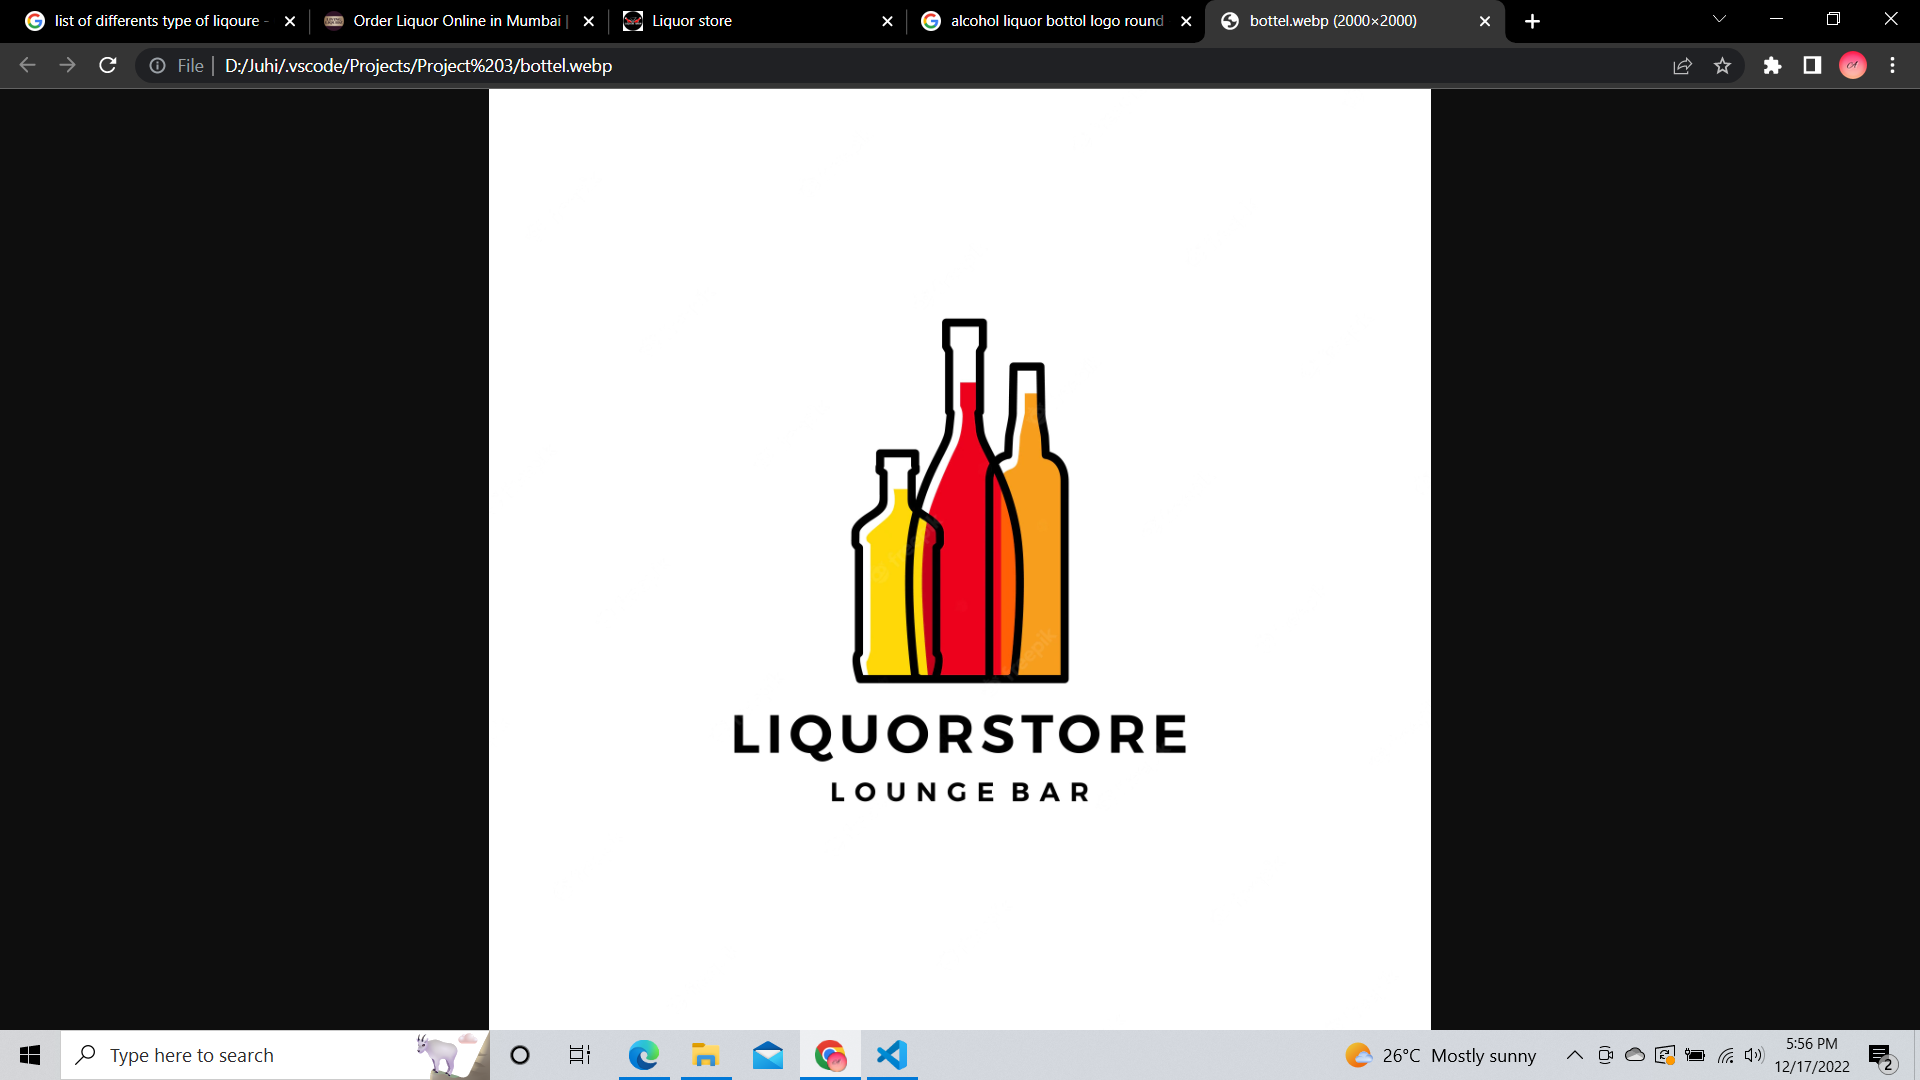 list of differents type of liqoure -
Order Liquor Online in Mumbai |
Liquor store
alcohol liquor bottol logo round
bottel.webp (2000×2000)
File | D:/Juhi/.vscode/Projects/Project%203/bottel.webp
LIQUORSTORE
LOUNGE BAR
freepik
Type here to search
26°C Mostly sunny
5:56 PM
12/17/2022
2